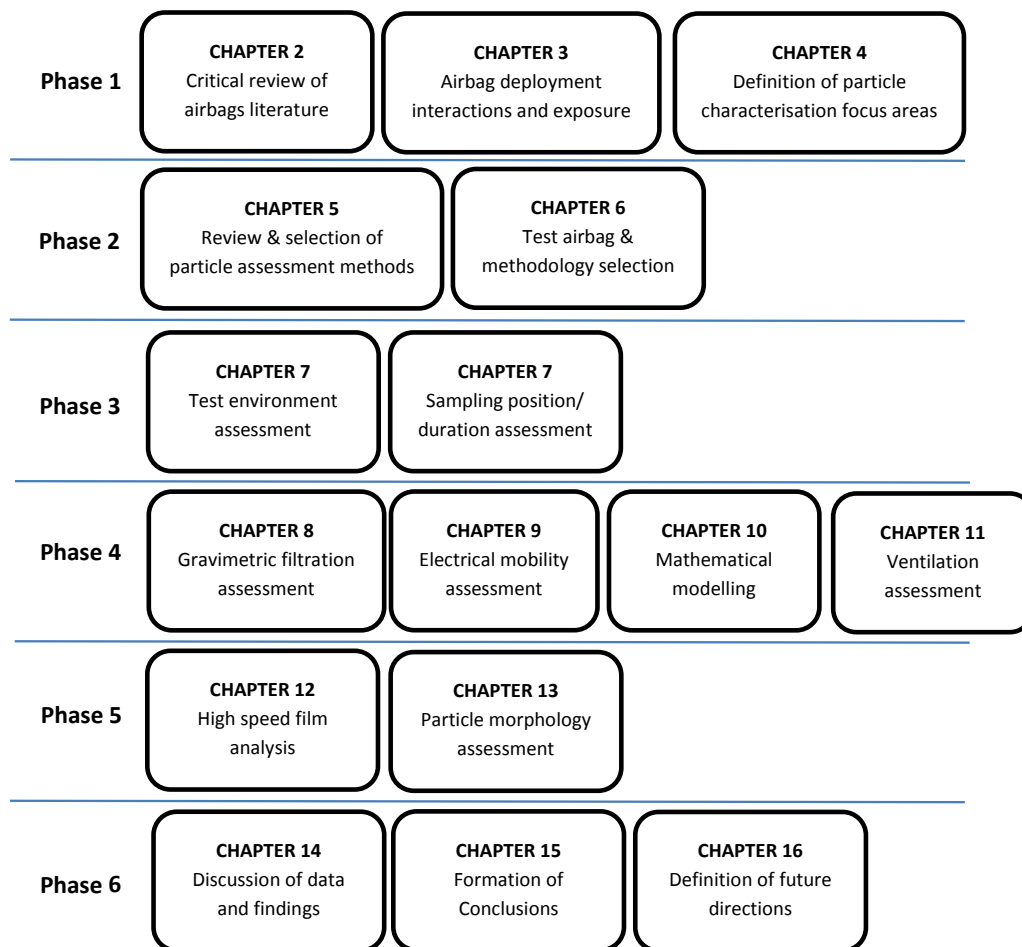 Phase 1
CHAPTER 2
Critical review of
airbags literature
CHAPTER 3
Airbag deployment
interactions and exposure
CHAPTER 4
Definition of particle
characterisation focus areas
Phase 2
CHAPTER 5
Review & selection of
particle assessment methods
CHAPTER 6
Test airbag &
methodology selection
Phase 3
CHAPTER 7
Test environment
assessment
CHAPTER 7
Sampling position/
duration assessment
Phase 4
CHAPTER 8
Gravimetric filtration
assessment
CHAPTER 9
Electrical mobility
assessment
CHAPTER 10
Mathematical
modelling
CHAPTER 11
Ventilation
assessment
Phase 5
CHAPTER 12
High speed film
analysis
CHAPTER 13
Particle morphology
assessment
Phase 6
CHAPTER 14
Discussion of data
and findings
CHAPTER 15
Formation of
Conclusions
CHAPTER 16
Definition of future
directions